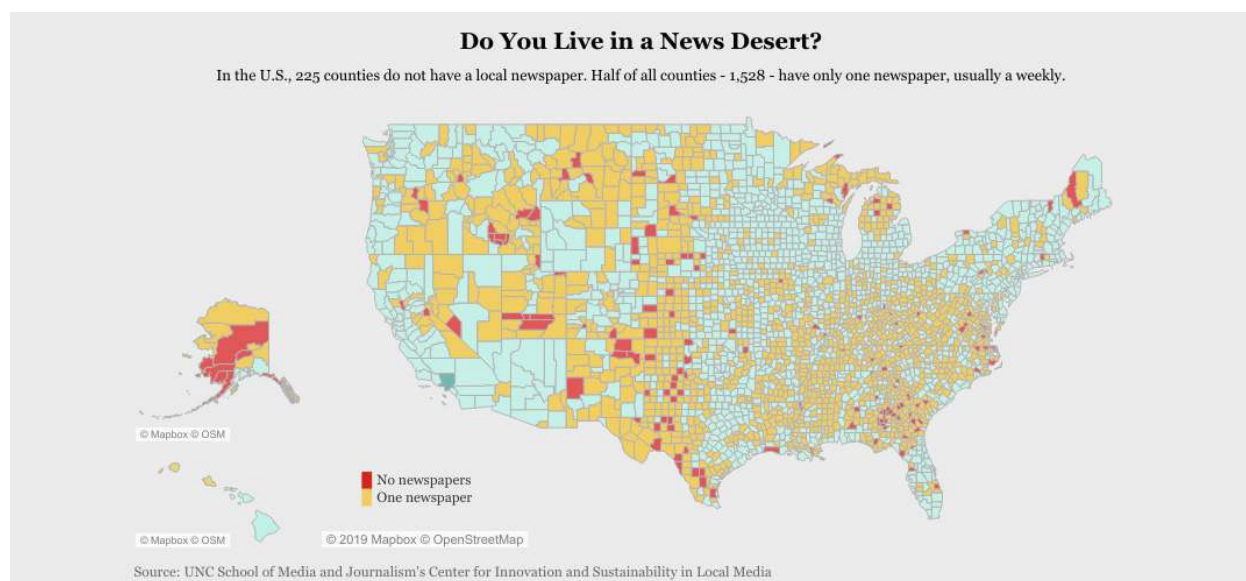 Do You Live in a News Desert?
In the U.S., 225 counties do not have a local newspaper. Half of all counties - 1,528 - have only one newspaper, usually a weekly.
© Mapbox © OSM
No newspapers
One newspaper
© Mapbox © OSM
© 2019 Mapbox © OpenStreetMap
Source: UNC School of Media and Journalism's Center for Innovation and Sustainability in Local Media